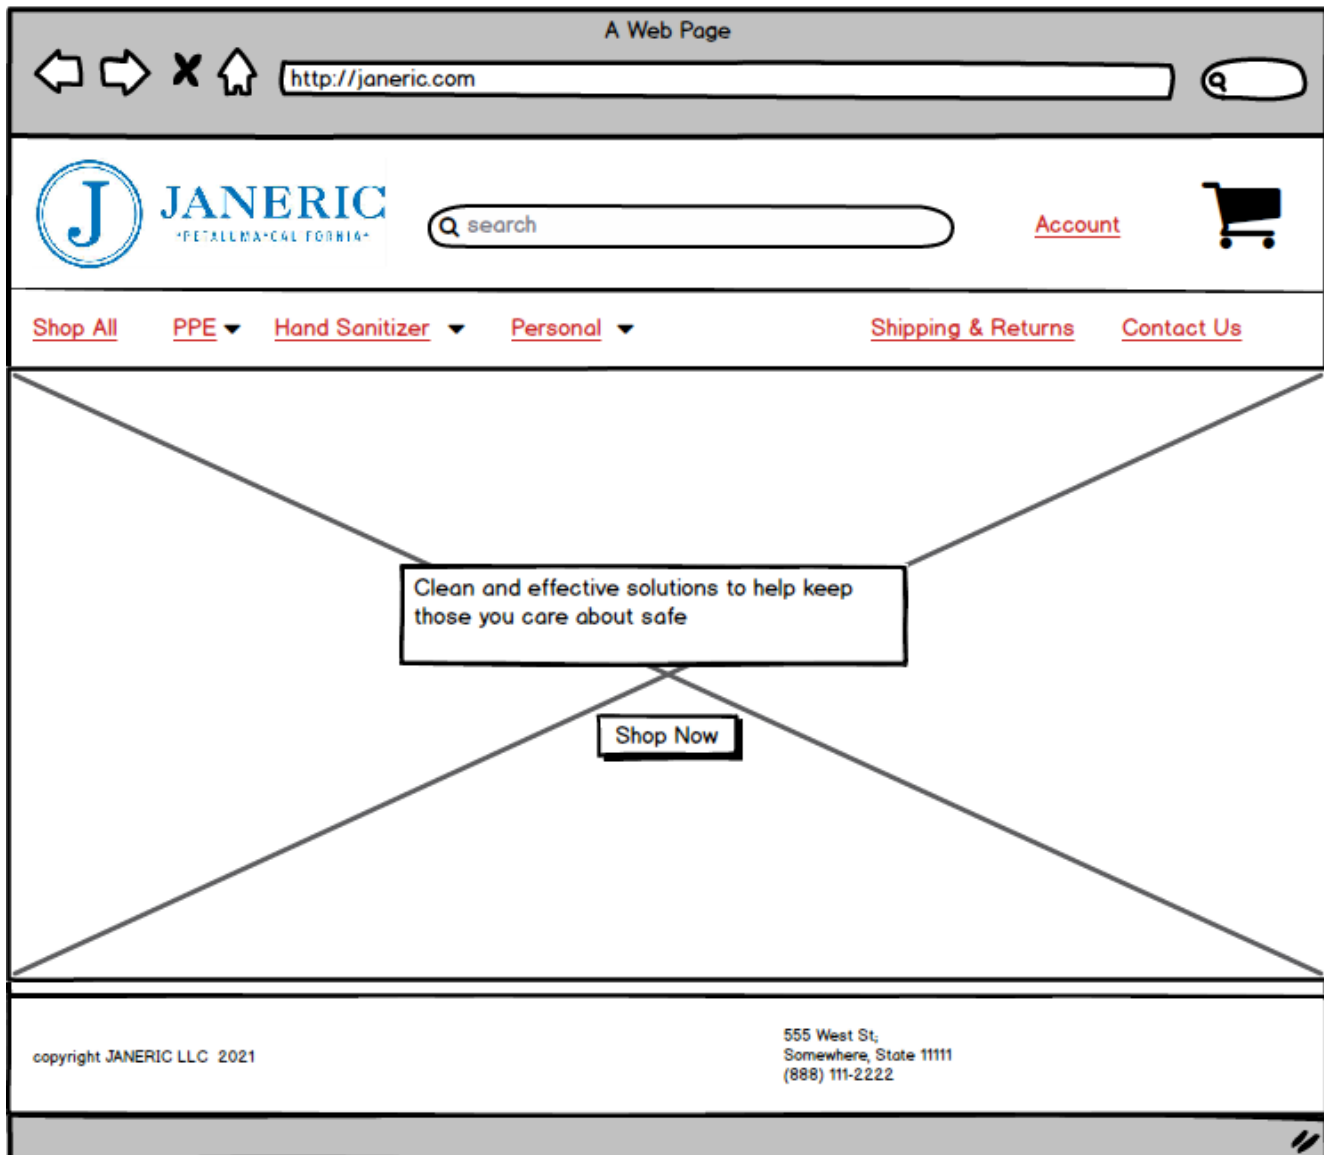 A Web Page
http://janeric.com
J
JANERIC
•PETALUMA•CALIFORNIA•
search
Account
Shop All PPE Hand Sanitizer Personal Shipping & Returns Contact Us
Clean and effective solutions to help keep
those you care about safe
Shop Now
copyright JANERIC LLC 2021
555 West St;
Somewhere, State 11111
(888) 111-2222